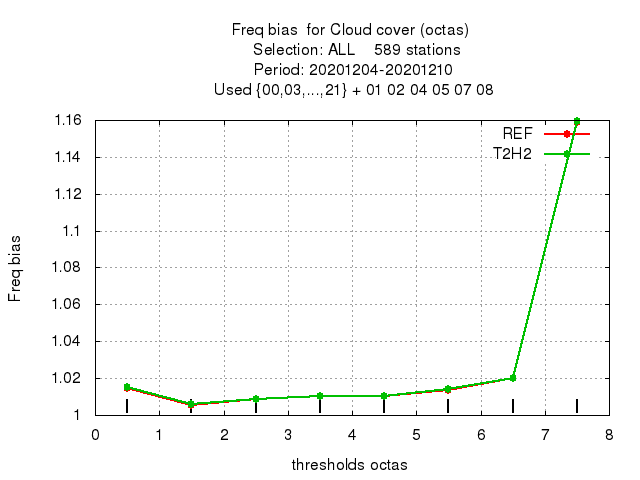 Freq bias  for Cloud cover (octas)
Selection: ALL    589 stations
Period: 20201204-20201210
Used {00,03,...,21} + 01 02 04 05 07 08
REF
T2H2
1.16
1.14
1.12
1.1
1.08
1.06
1.04
1.02
1
Freq bias
0 1 2 3 4 5 6 7 8
thresholds octas